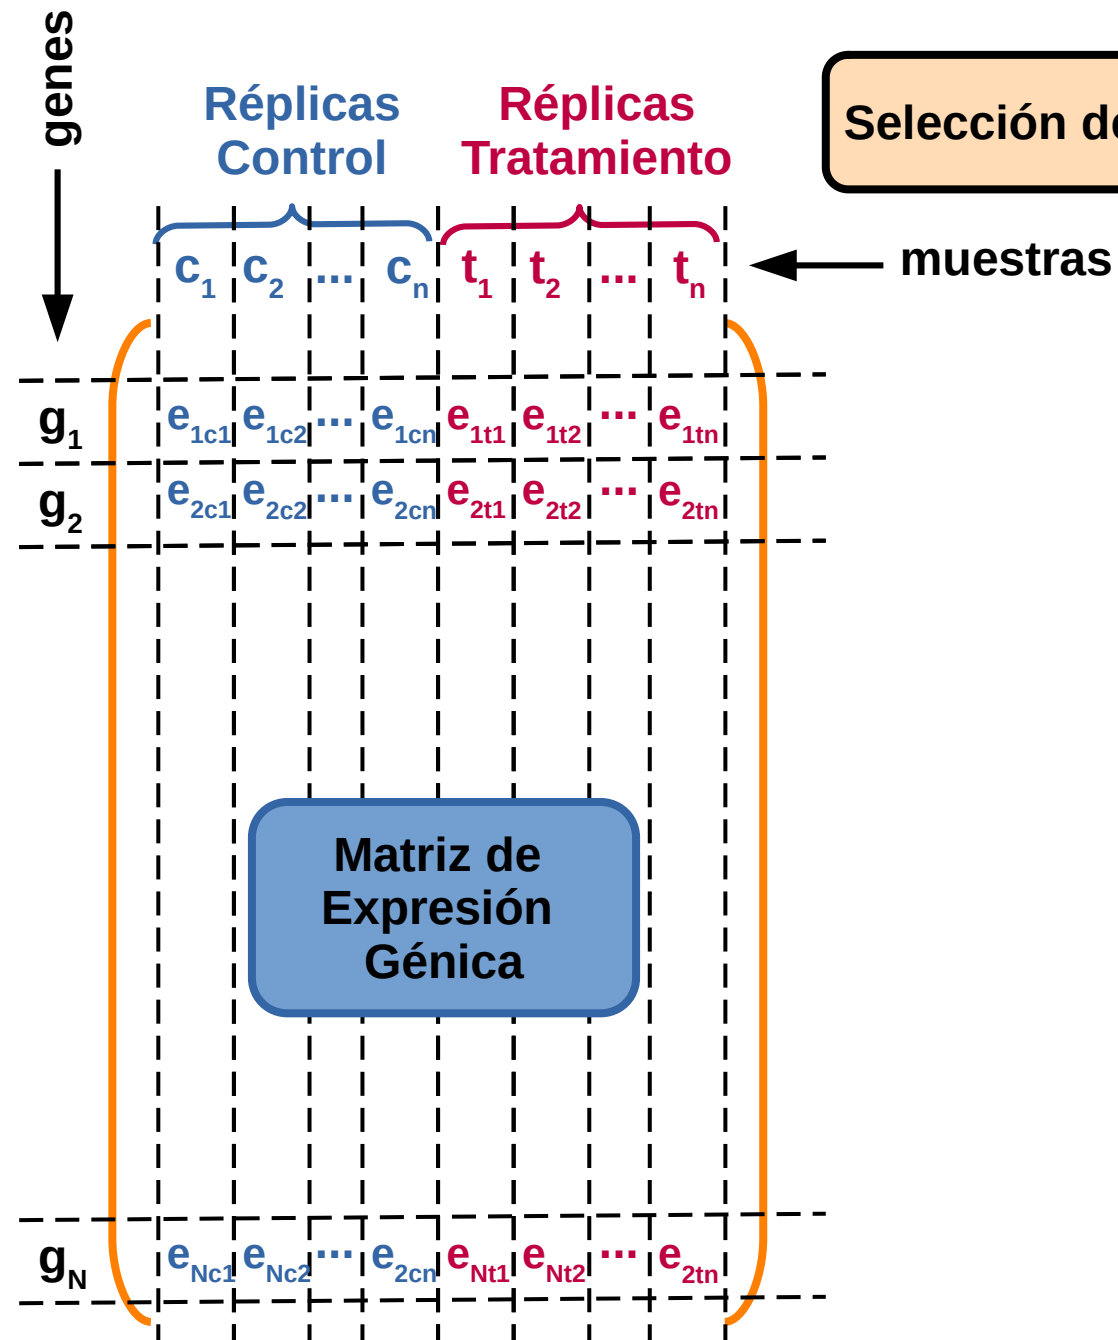 genes
Réplicas
Control
Réplicas
Tratamiento
Selección de
muestras
c1 c2 ... cn t1 t2 ... tn
g1 e1c1 e1c2 ... e1cn e1t1 e1t2 ... e1tn
g2 e2c1 e2c2 ... e2cn e2t1 e2t2 ... e2tn
Matriz de
Expresión
Génica
gN eNc1 eNc2 ... e2cn eNt1 eNt2 ... e2tn